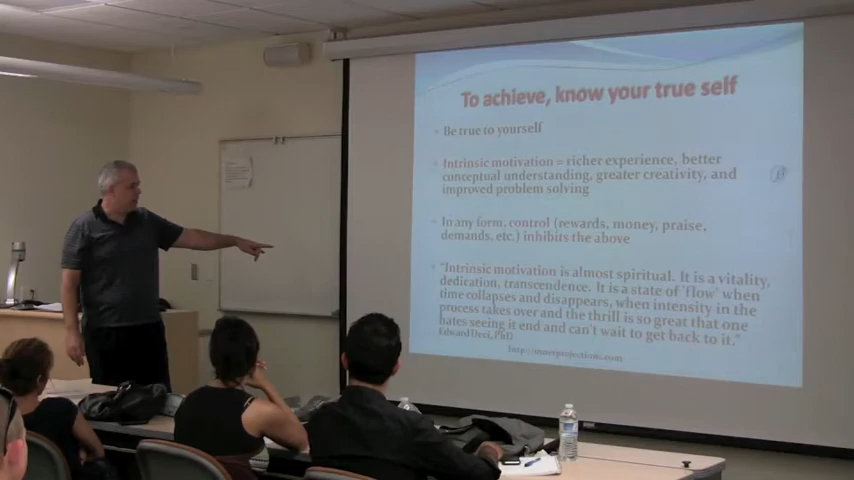 To achieve, know your true self
Be true to yourself
Intrinsic motivation = richer experience, better
conceptual understanding, greater creativity, and
improved problem solving
In any form, control (rewards, money, praise,
demands, etc.) inhibits the above
"Intrinsic motivation is almost spiritual. It is a vitality,
dedication, transcendence. It is a state of 'flow' when
time collapses and disappears, when intensity in the
process takes over and the thrill is so great that one
hates seeing it end and can't wait to get back to it."
Edward Deci, PhD
http://innerprojections.com